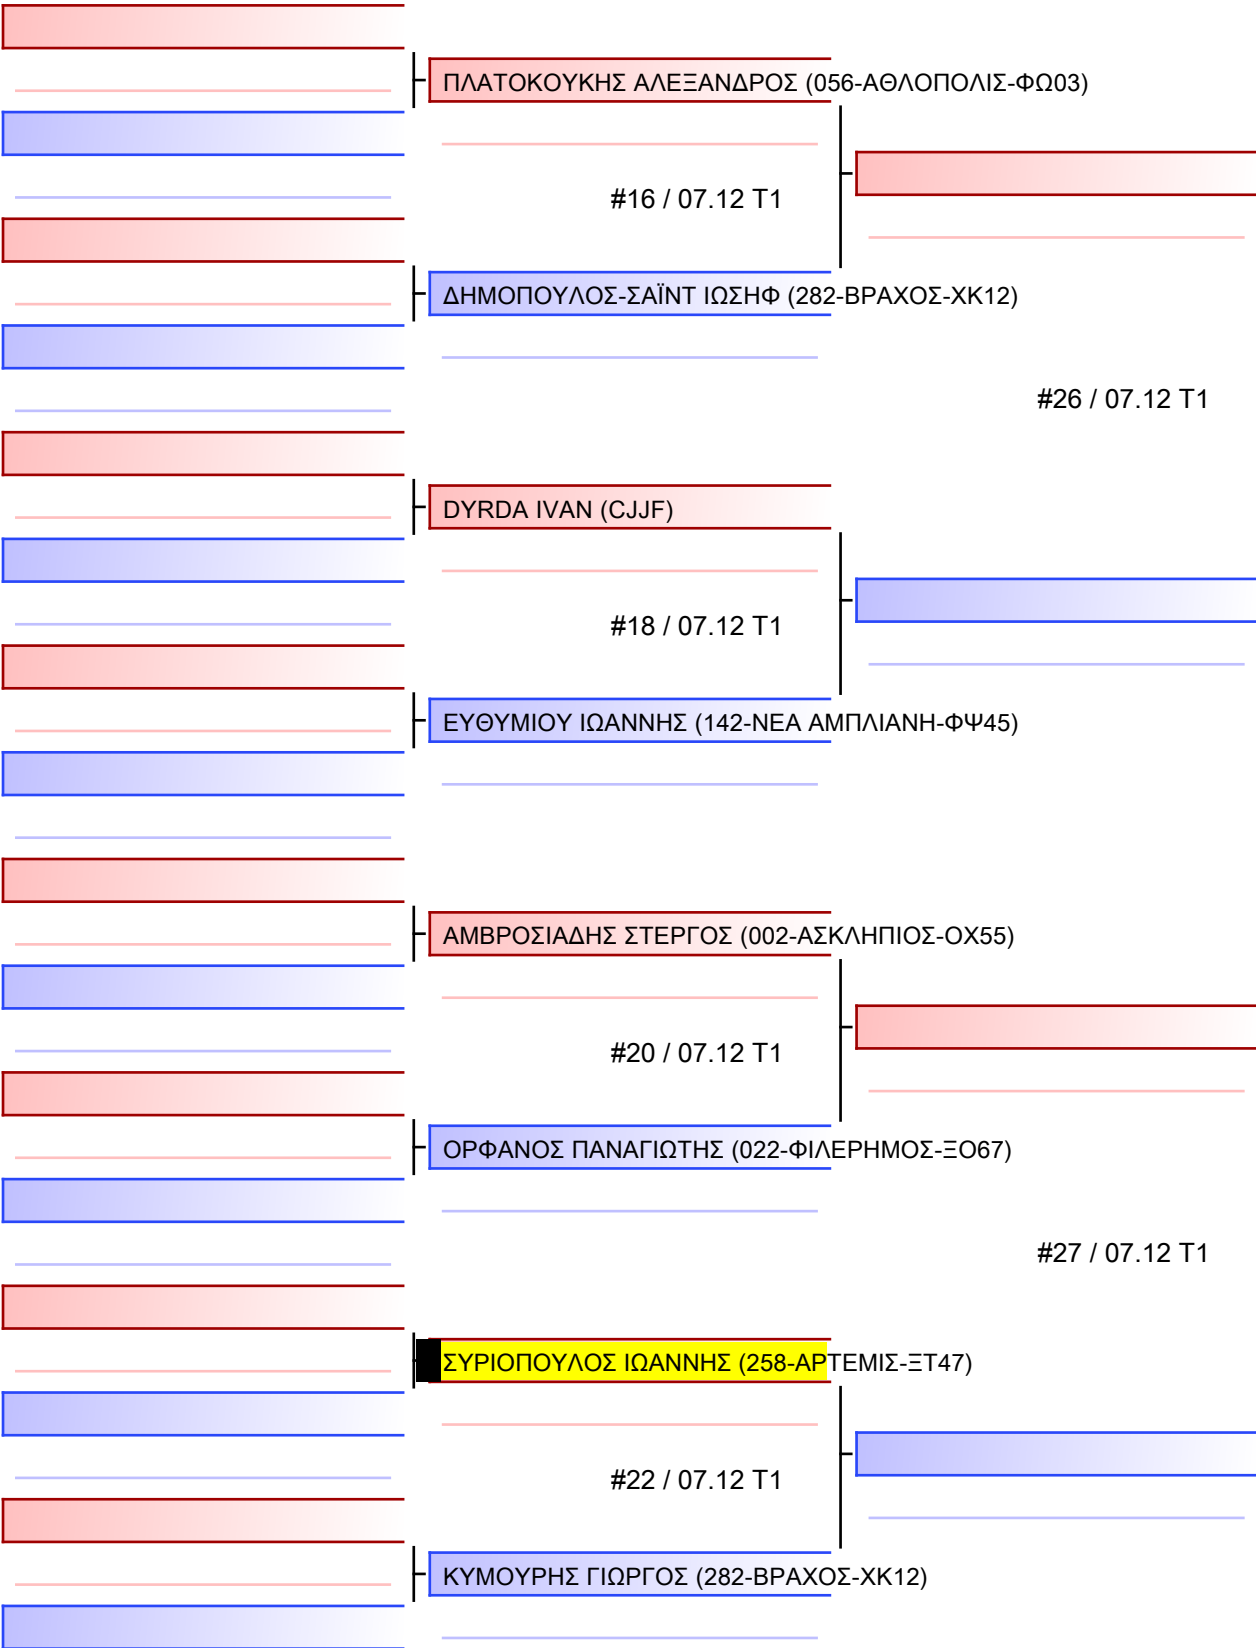 ΠΛΑΤΟΚΟΥΚΗΣ ΑΛΕΞΑΝΔΡΟΣ (056-ΑΘΛΟΠΟΛΙΣ-ΦΩ03)
#16 / 07.12 T1
ΔΗΜΟΠΟΥΛΟΣ-ΣΑΪΝΤ ΙΩΣΗΦ (282-ΒΡΑΧΟΣ-ΧΚ12)
#26 / 07.12 T1
DYRDA IVAN (CJJF)
#18 / 07.12 T1
ΕΥΘΥΜΙΟΥ ΙΩΑΝΝΗΣ (142-ΝΕΑ ΑΜΠΛΙΑΝΗ-ΦΨ45)
ΑΜΒΡΟΣΙΑΔΗΣ ΣΤΕΡΓΟΣ (002-ΑΣΚΛΗΠΙΟΣ-ΟΧ55)
#20 / 07.12 T1
ΟΡΦΑΝΟΣ ΠΑΝΑΓΙΩΤΗΣ (022-ΦΙΛΕΡΗΜΟΣ-ΞΟ67)
#27 / 07.12 T1
ΣΥΡΙΟΠΟΥΛΟΣ ΙΩΑΝΝΗΣ (258-ΑΡΤΕΜΙΣ-ΞΤ47)
#22 / 07.12 T1
ΚΥΜΟΥΡΗΣ ΓΙΩΡΓΟΣ (282-ΒΡΑΧΟΣ-ΧΚ12)